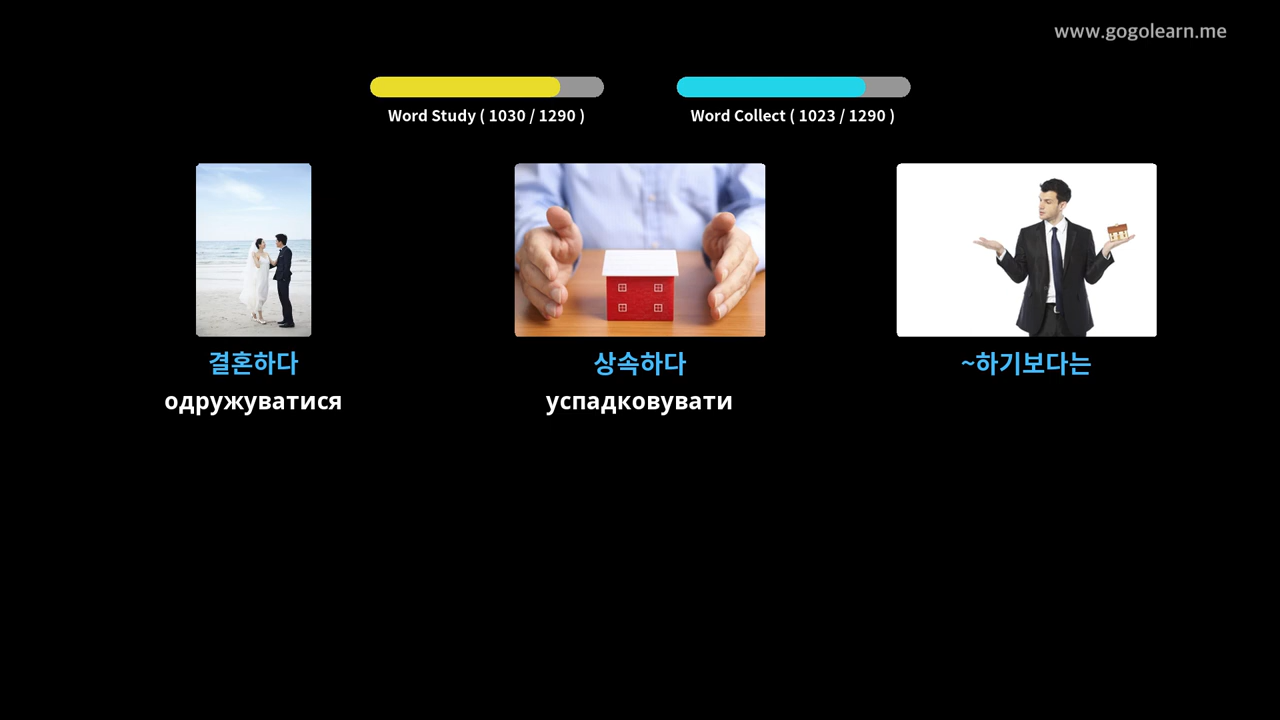 www.gogolearn.me
Word Study ( 1030 / 1290 )
Word Collect ( 1023 / 1290 )
결혼하다
상속하다
~하기보다는
одружуватися
успадковувати